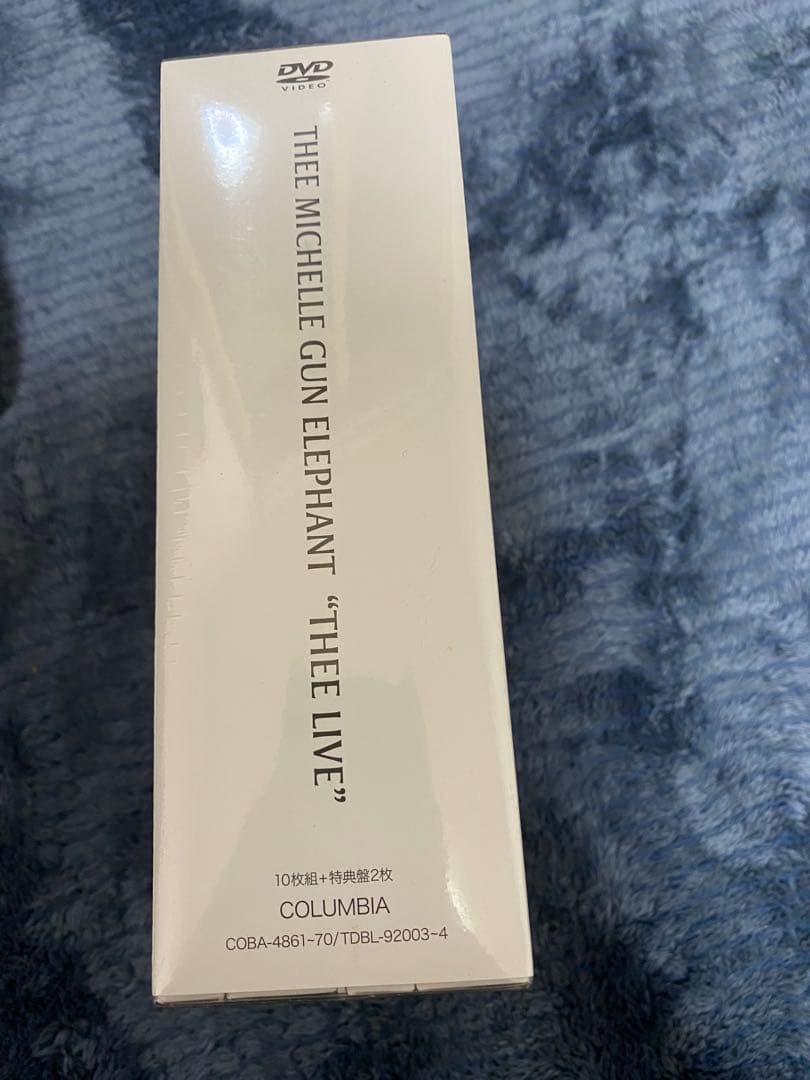 DVD
VIDEO
THEE MICHELLE GUN ELEPHANT “THEE LIVE”
10枚組+特典盤2枚
COLUMBIA
COBA-4861~70/TDBL-92003~4